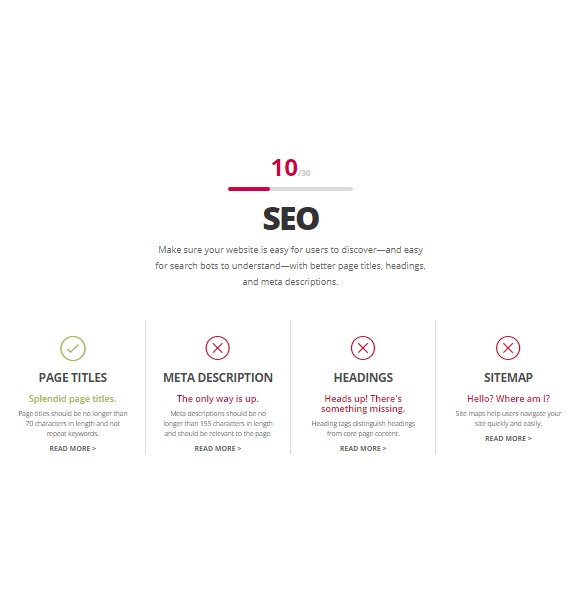 10/30
SEO
Make sure your website is easy for users to discover—and easy
for search bots to understand—with better page titles, headings,
and meta descriptions.
PAGE TITLES
Splendid page titles.
Page titles should be no longer than
70 characters in length and not
repeat keywords.
READ MORE >
META DESCRIPTION
The only way is up.
Meta descriptions should be no
longer than 155 characters in length
and should be relevant to the page.
READ MORE >
HEADINGS
Heads up! There's
something missing.
Heading tags distinguish headings
from core page content.
READ MORE >
SITEMAP
Hello? Where am I?
Site maps help users navigate your
site quickly and easily.
READ MORE >